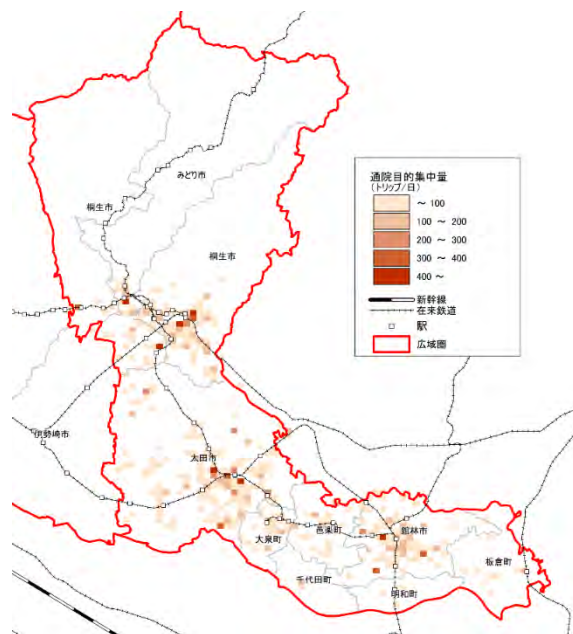 みどり市
桐生市
桐生市
通院目的集中量
(トリップ/日)
～ 100
100 ～ 200
200 ～ 300
300 ～ 400
400 ～
新幹線
在来鉄道
駅
広域圏
伊勢崎市
太田市
大泉町
邑楽町
館林市
板倉町
千代田町
明和町